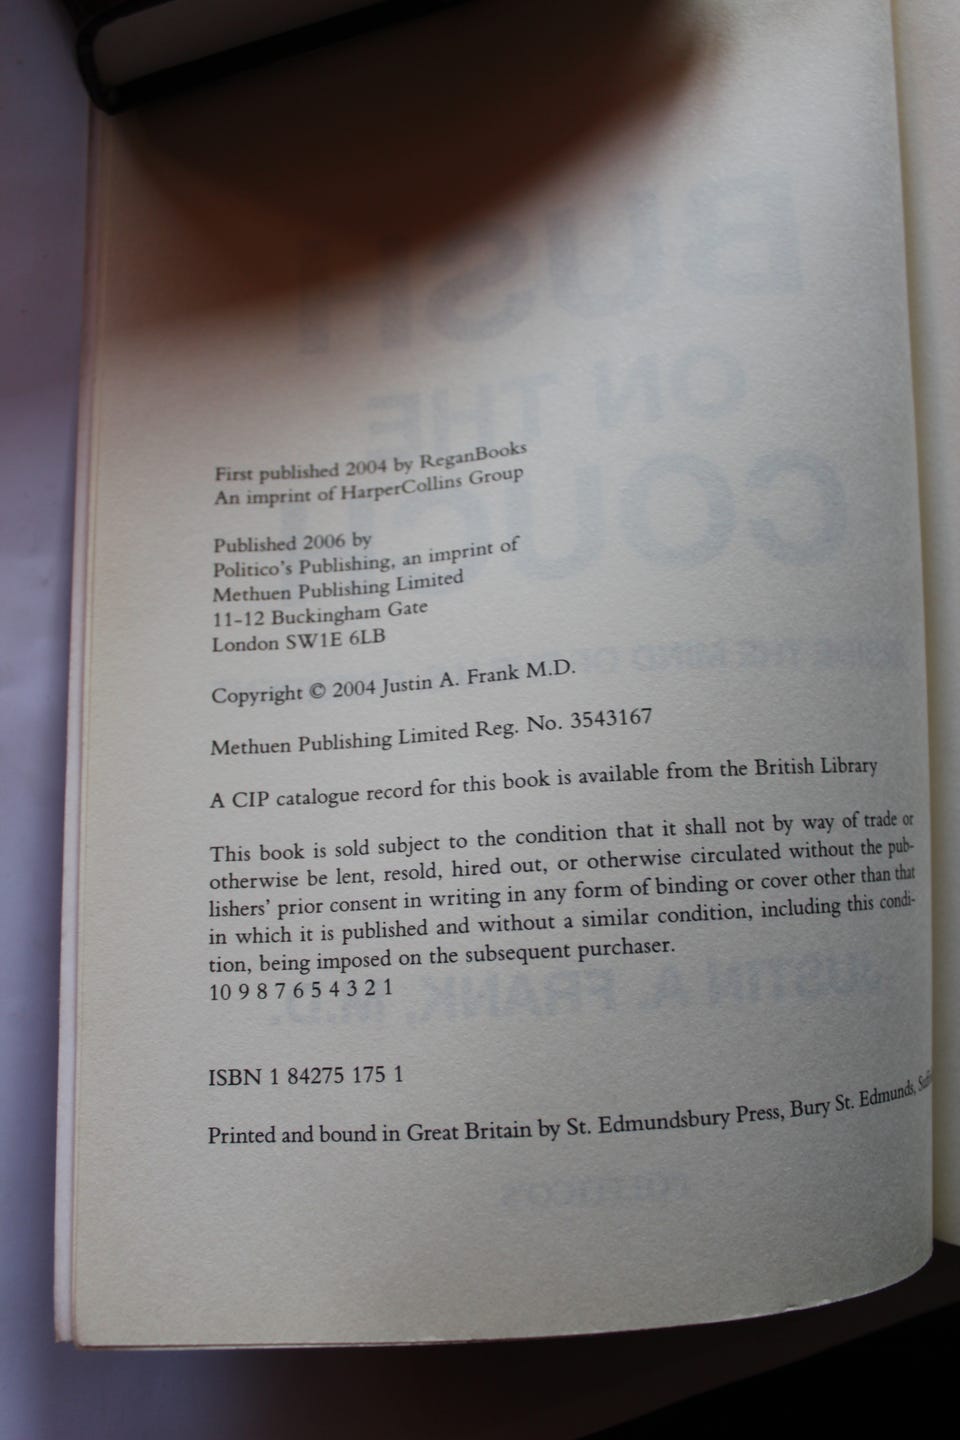 First published 2004 by ReganBooks
An imprint of HarperCollins Group
Published 2006 by
Politico's Publishing, an imprint of
Methuen Publishing Limited
11-12 Buckingham Gate
London SW1E 6LB
Copyright © 2004 Justin A. Frank M.D.
Methuen Publishing Limited Reg. No. 3543167
A CIP catalogue record for this book is available from the British Library
This book is sold subject to the condition that it shall not by way of trade or
otherwise be lent, resold, hired out, or otherwise circulated without the pub-
lishers' prior consent in writing in any form of binding or cover other than that
in which it is published and without a similar condition, including this condi-
tion, being imposed on the subsequent purchaser.
10 9 8 7 6 5 4 3 2 1
ISBN 1 84275 175 1
Printed and bound in Great Britain by St. Edmundsbury Press, Bury St. Edmunds,